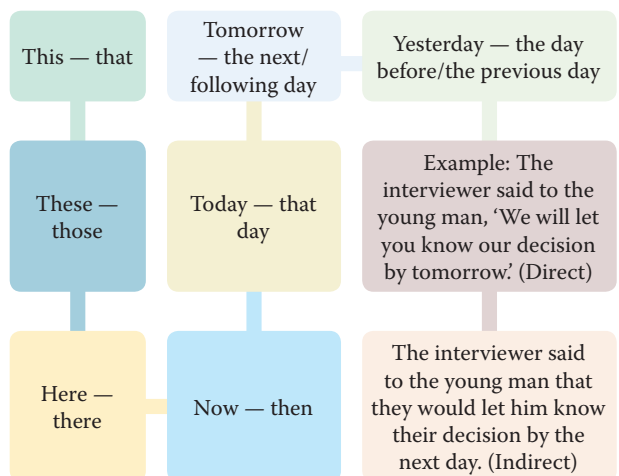 This — that
Tomorrow
— the next/
following day
Yesterday — the day
before/the previous day
These —
those
Today — that
day
Example: The
interviewer said to the
young man, ‘We will let
you know our decision
by tomorrow.’ (Direct)
Here —
there
Now — then
The interviewer said
to the young man that
they would let him know
their decision by the
next day. (Indirect)